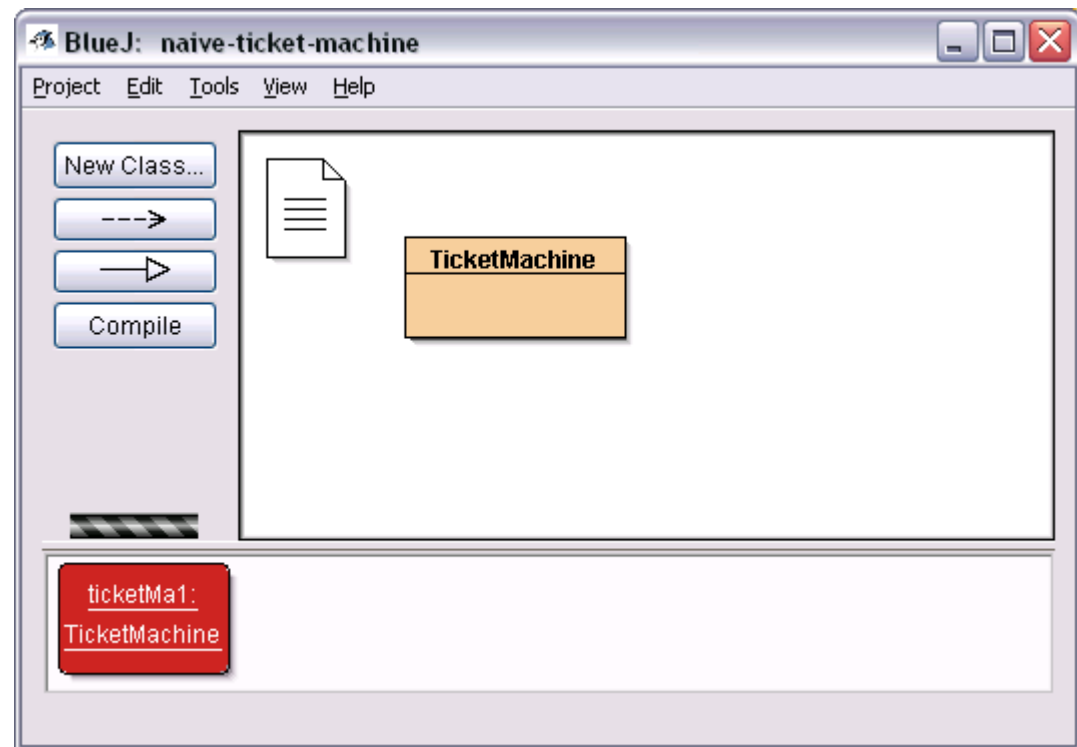 BlueJ: naive-ticket-machine
Project Edit Tools View Help
New Class...
Compile
TicketMachine
ticketMa1:
TicketMachine